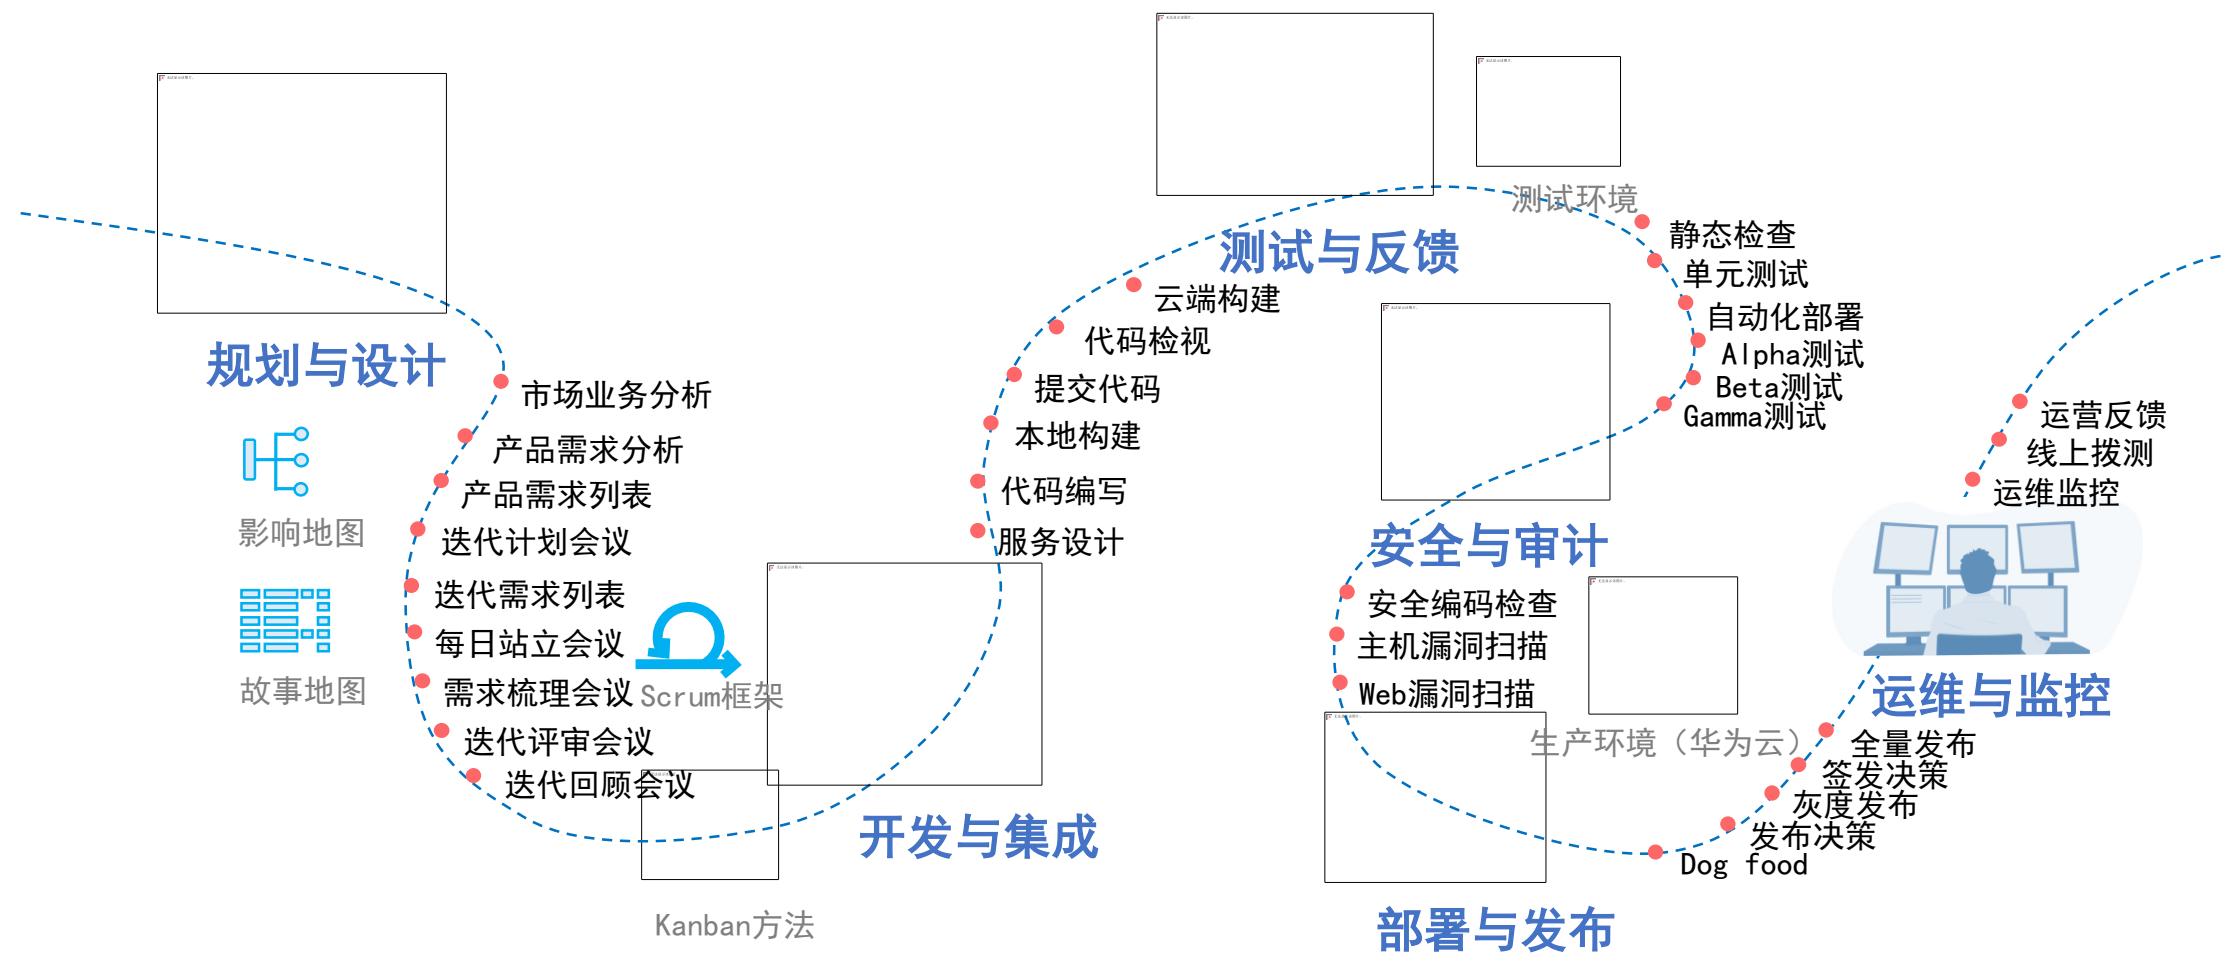 规划与设计
影响地图
故事地图
市场业务分析
产品需求分析
产品需求列表
迭代计划会议
迭代需求列表
每日站立会议
需求梳理会议
迭代评审会议
迭代回顾会议
Scrum框架
Kanban方法
开发与集成
服务设计
代码编写
本地构建
提交代码
代码检视
云端构建
测试与反馈
测试环境
静态检查
单元测试
自动化部署
Alpha测试
Beta测试
Gamma测试
安全与审计
安全编码检查
主机漏洞扫描
Web漏洞扫描
生产环境（华为云）
部署与发布
Dog food
发布决策
灰度发布
签发决策
全量发布
运维与监控
运维监控
线上拨测
运营反馈